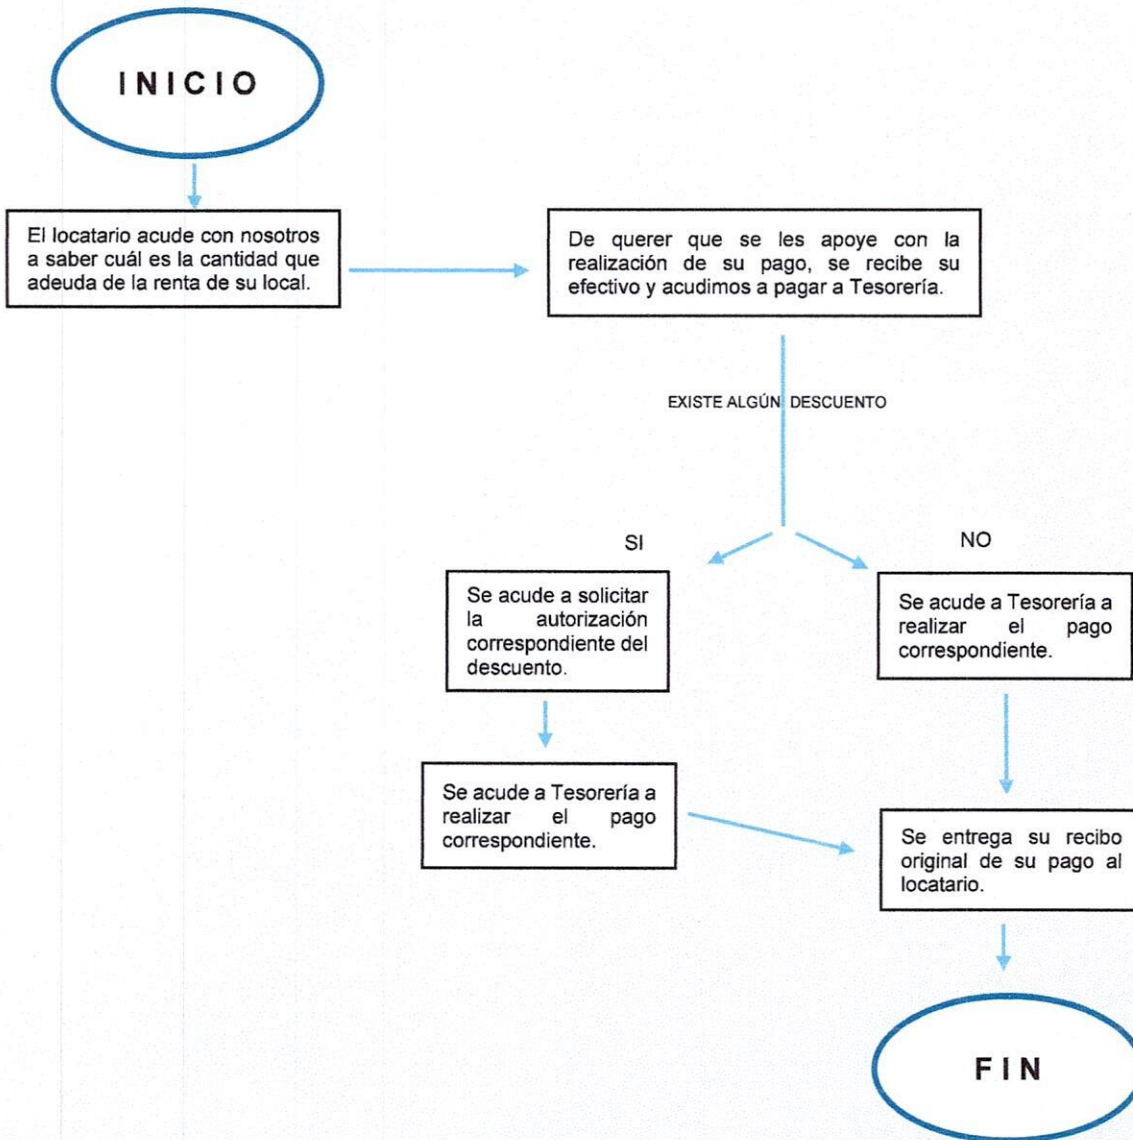 INICIO
El locatario acude con nosotros
a saber cuál es la cantidad que
adeuda de la renta de su local.
De querer que se les apoye con la
realización de su pago, se recibe su
efectivo y acudimos a pagar a Tesorería.
EXISTE ALGÚN DESCUENTO
SI
NO
Se acude a solicitar
la autorización
correspondiente del
descuento.
Se acude a Tesorería a
realizar el pago
correspondiente.
Se acude a Tesorería a
realizar el pago
correspondiente.
Se entrega su recibo
original de su pago al
locatario.
FIN